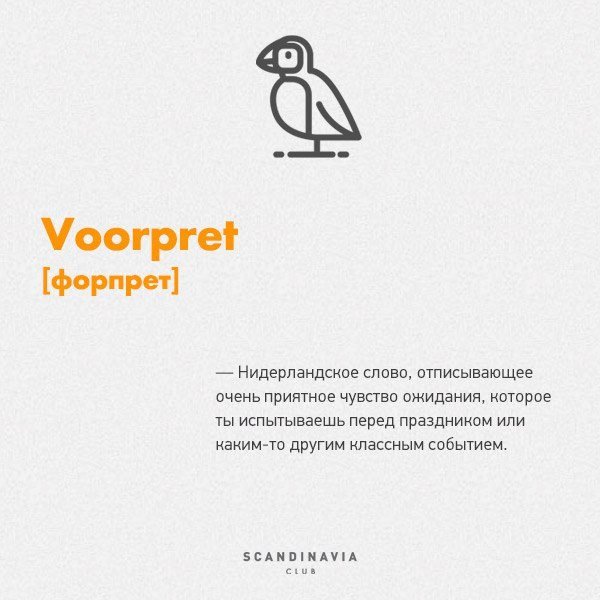 Voorpret
[форпрет]
— Нидерландское слово, отписывающее
очень приятное чувство ожидания, которое
ты испытываешь перед праздником или
каким-то другим классным событием.
SCANDINAVIA
CLUB